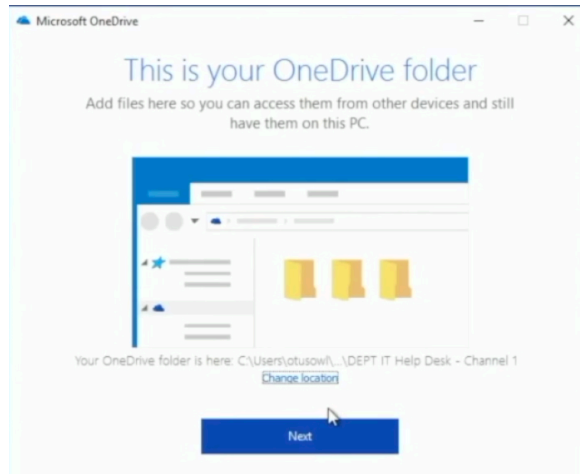 Microsoft OneDrive
This is your OneDrive folder
Add files here so you can access them from other devices and still
have them on this PC.
Your OneDrive folder is here: C:\Users\otusowl\...\DEPT IT Help Desk - Channel 1
Change location
Next